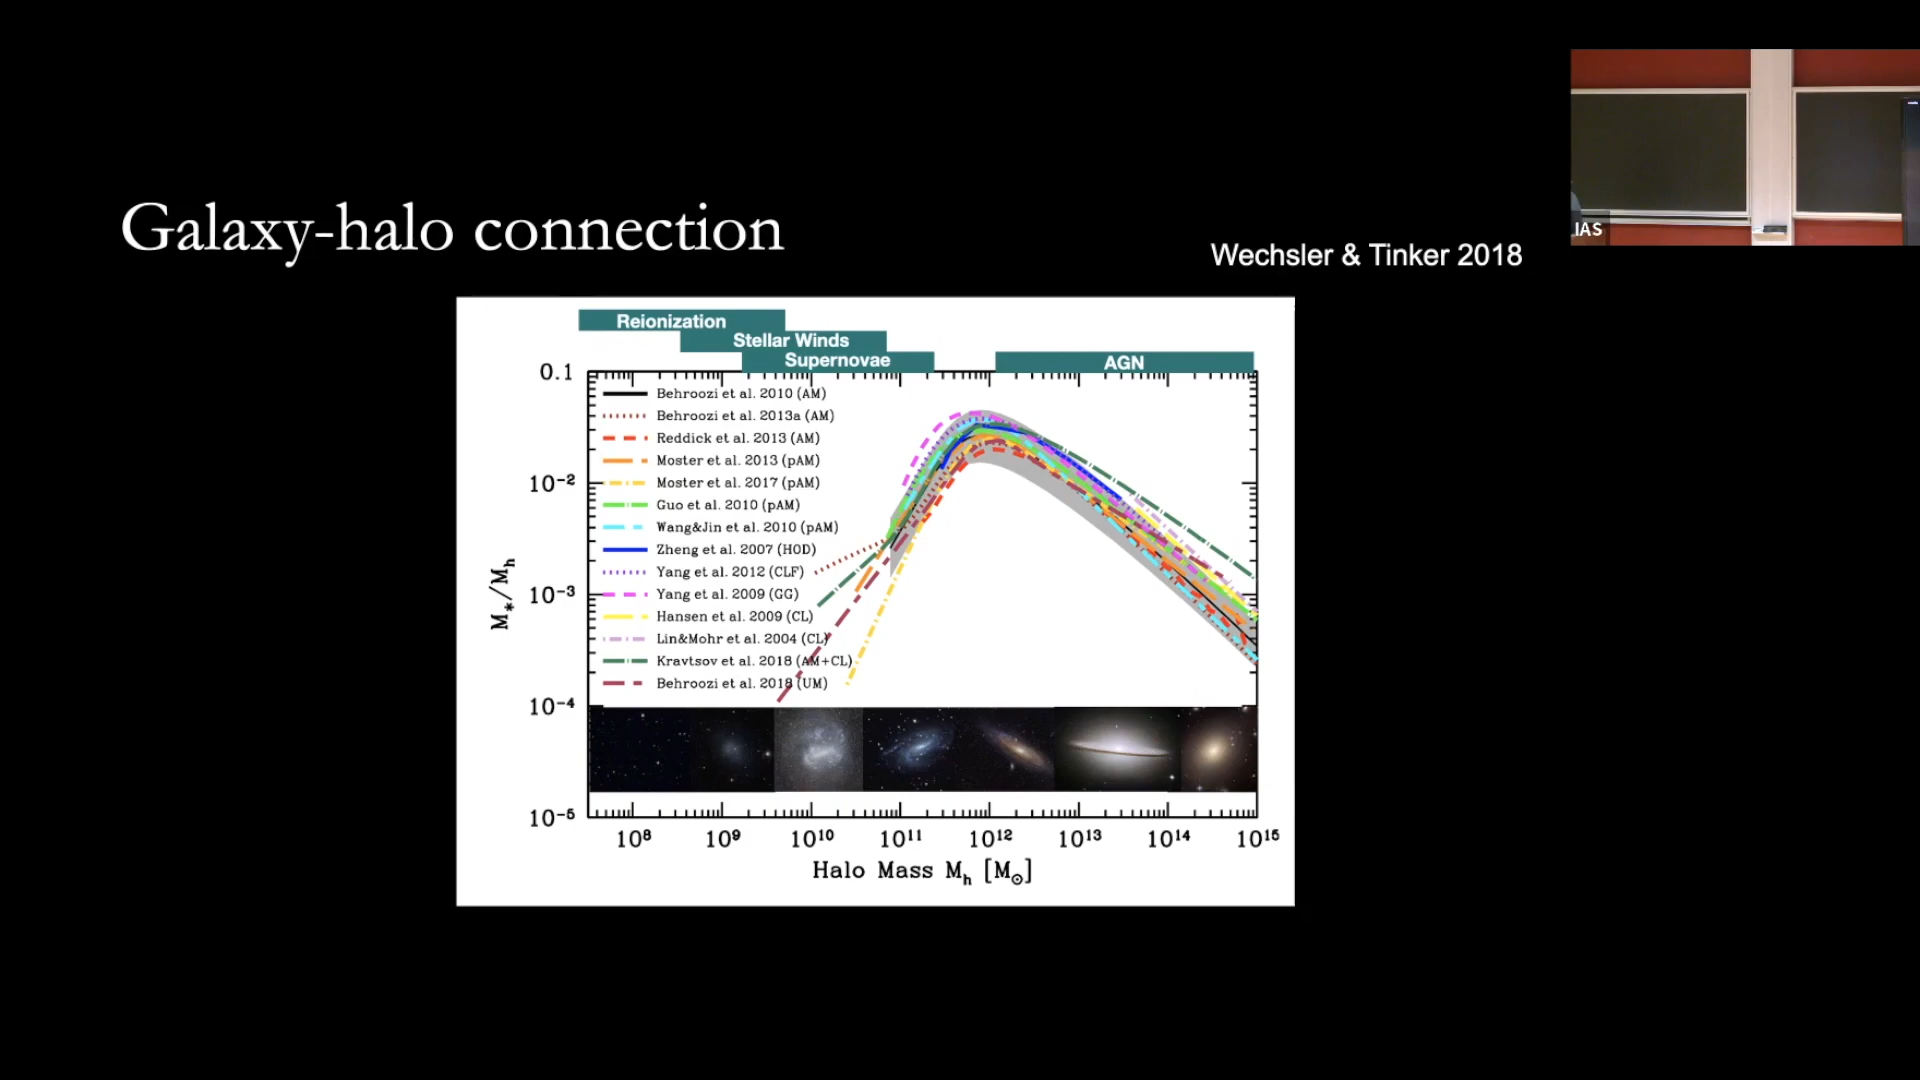 Galaxy-halo connection
Wechsler & Tinker 2018
IAS
Reionization
Stellar Winds
Supernovae
AGN
0.1
10⁻²
10⁻³
10⁻⁴
10⁻⁵
M*/Mh
Behroozi et al. 2010 (AM)
Behroozi et al. 2013a (AM)
Reddick et al. 2013 (AM)
Moster et al. 2013 (pAM)
Moster et al. 2017 (pAM)
Guo et al. 2010 (pAM)
Wang&Jin et al. 2010 (pAM)
Zheng et al. 2007 (HOD)
Yang et al. 2012 (CLF)
Yang et al. 2009 (GG)
Hansen et al. 2009 (CL)
Lin&Mohr et al. 2004 (CL)
Kravtsov et al. 2018 (AM+CL)
Behroozi et al. 2018 (UM)
10⁸ 10⁹ 10¹⁰ 10¹¹ 10¹² 10¹³ 10¹⁴ 10¹⁵
Halo Mass Mh [M⊙]